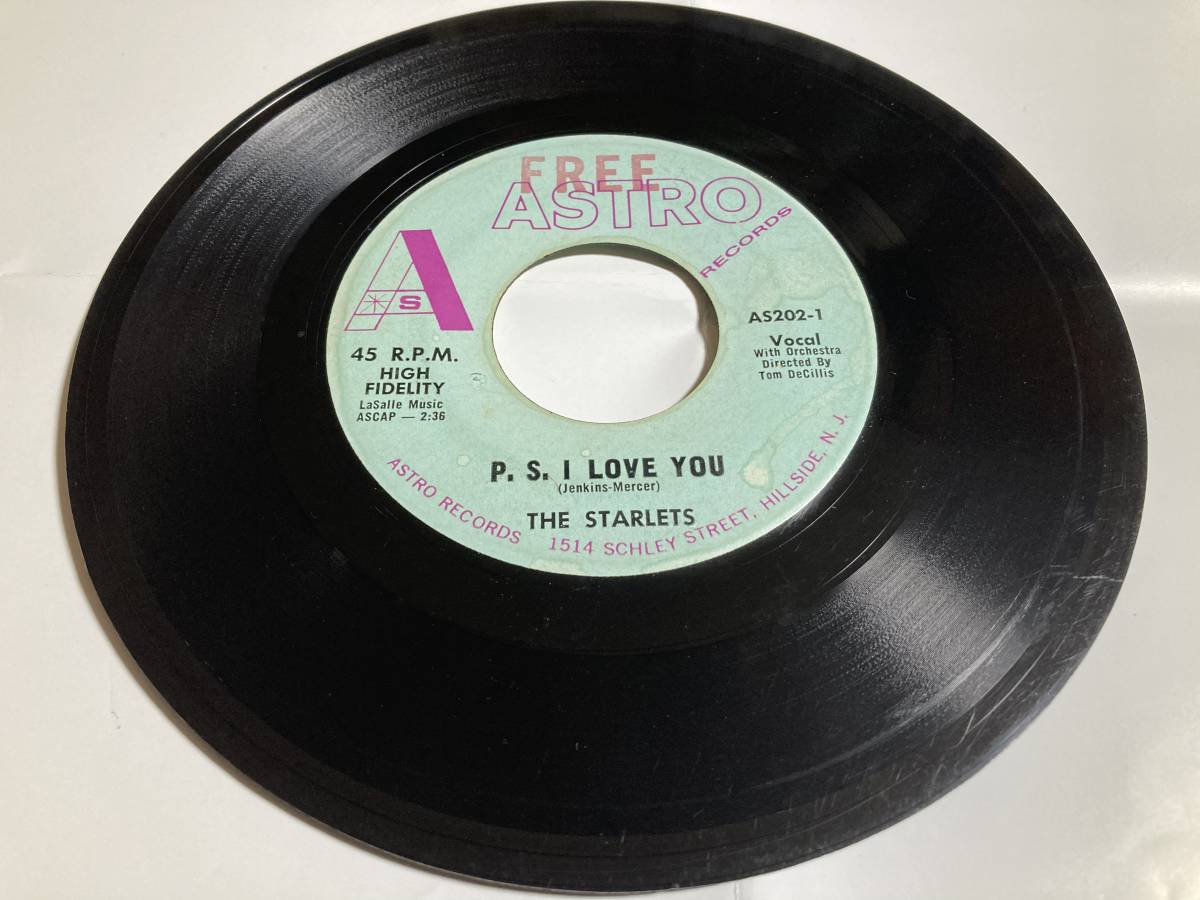 FREE
ASTRO
RECORDS
A
S
45 R.P.M.
HIGH
FIDELITY
LaSalle Music
ASCAP — 2:36
AS202-1
Vocal
With Orchestra
Directed By
Tom DeCillis
P. S. I LOVE YOU
(Jenkins-Mercer)
THE STARLETS
ASTRO RECORDS 1514 SCHLEY STREET, HILLSIDE, N. J.